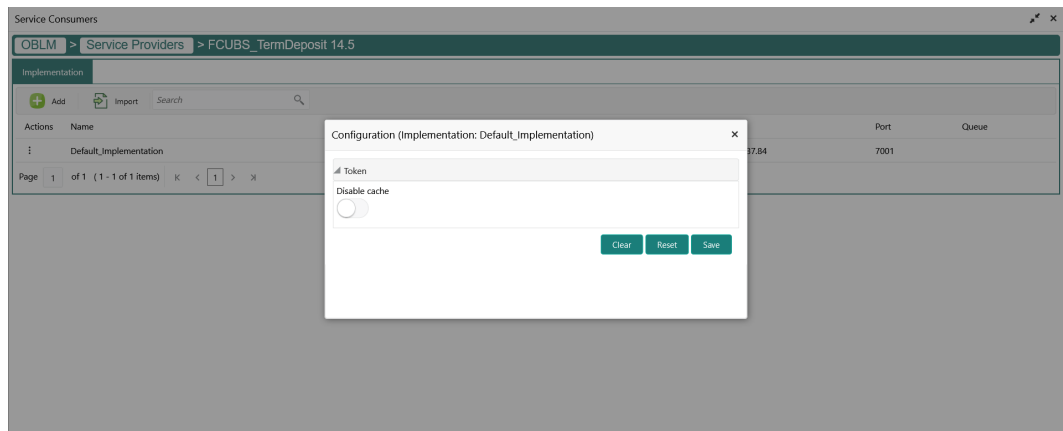 Service Consumers
OBLM > Service Providers > FCUBS_TermDeposit 14.5
Implementation
Add Import Search
Actions Name Port Queue
Default_Implementation 37.84 7001
Page 1 of 1 ( 1 - 1 of 1 items) 1
Configuration (Implementation: Default_Implementation)
Token
Disable cache
Clear Reset Save